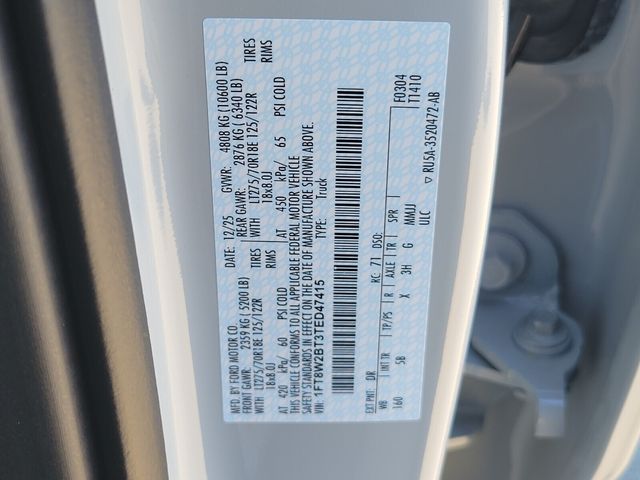 MFD. BY FORD MOTOR CO.
DATE: 12/25 GVWR: 4808 KG (10600 LB)
FRONT GAWR: 2359 KG ( 5200 LB) REAR GAWR: 2876 KG ( 6340 LB)
WITH LT275/70R18E 125/122R TIRES WITH LT275/70R18E 125/122R TIRES
18x8.0J RIMS 18x8.0J RIMS
AT 420 kPa/ 60 PSI COLD AT 450 kPa/ 65 PSI COLD
THIS VEHICLE CONFORMS TO ALL APPLICABLE FEDERAL MOTOR VEHICLE
SAFETY STANDARDS IN EFFECT ON THE DATE OF MANUFACTURE SHOWN ABOVE.
VIN: 1FT8W2BT3TED47415
TYPE: Truck
F0304
T1410
EXT PNT: DR KC: 71 DSO:
WB INT TR TP/PS R AXLE TR SPR
160 5B X 3H G MMJJ
ULC
▽ RU5A-3520472-AB